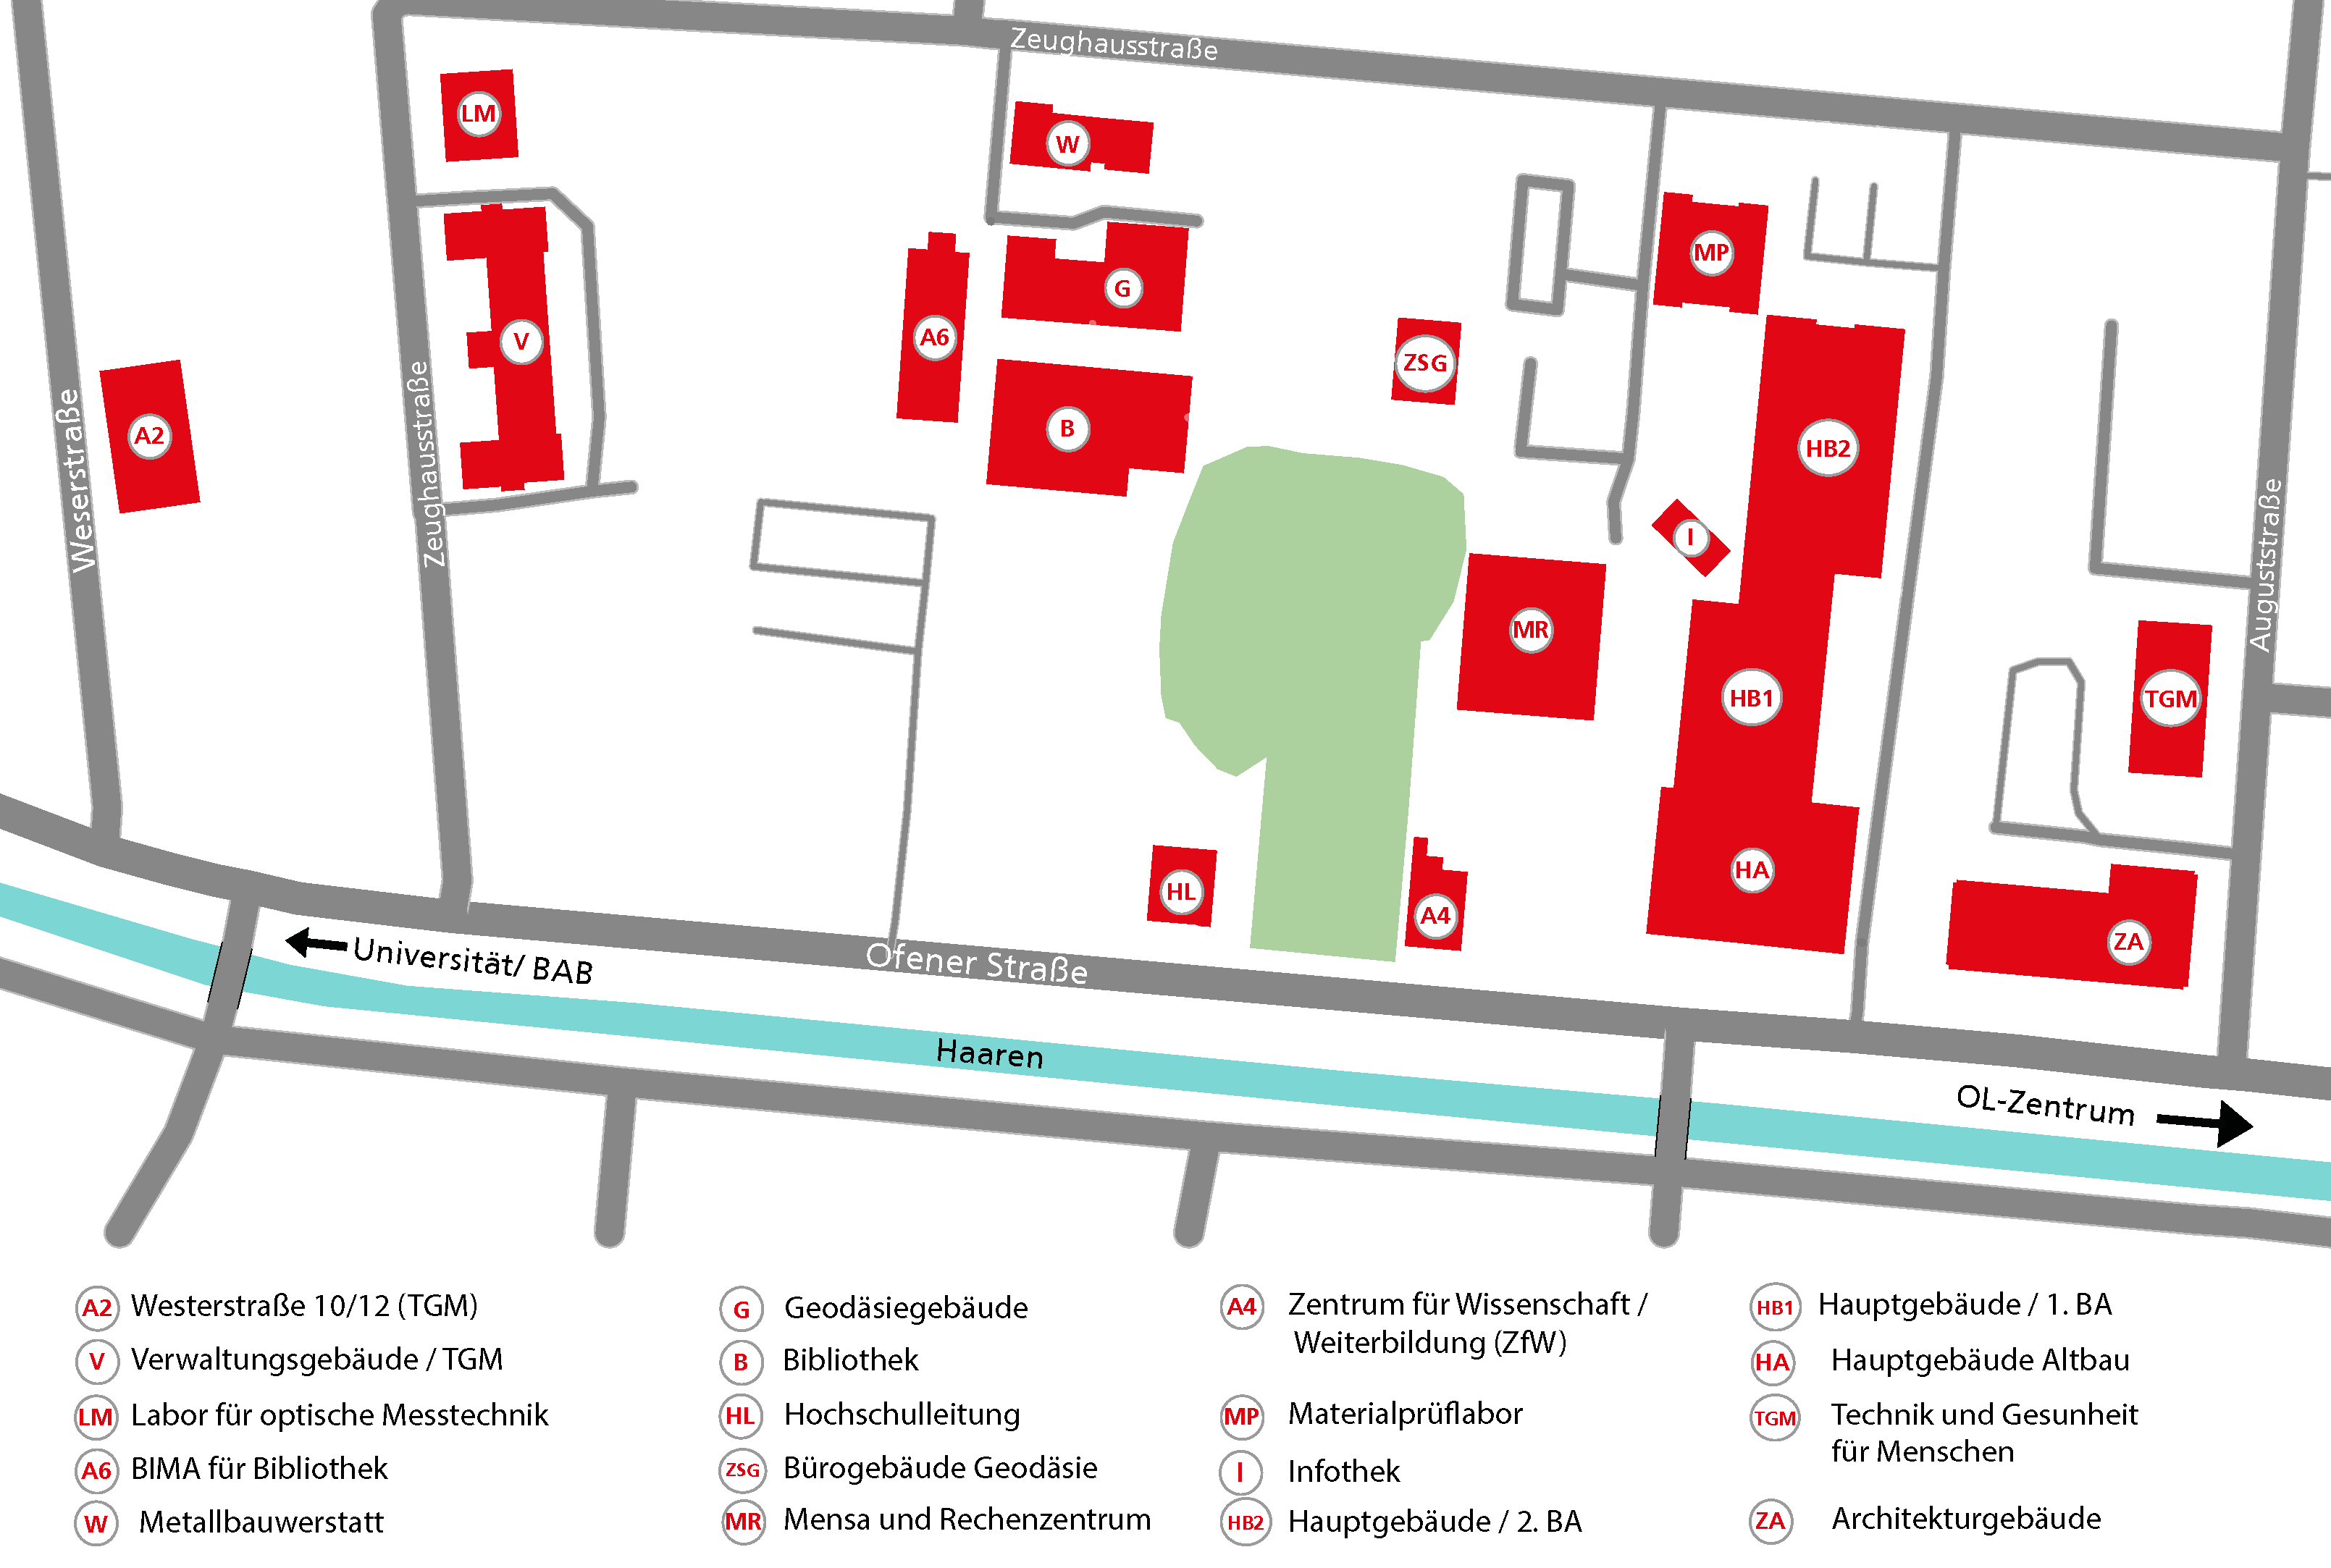 Zeughausstraße
LM
W
MP
G
V
A6
ZSG
A2
B
HB2
Weserstraße
Zeughausstraße
Auguststraße
I
MR
HB1
TGM
HA
HL
A4
ZA
Universität/ BAB
Ofener Straße
Haaren
OL-Zentrum
A2 Westerstraße 10/12 (TGM)
V Verwaltungsgebäude / TGM
LM Labor für optische Messtechnik
A6 BIMA für Bibliothek
W Metallbauwerstatt
G Geodäsiegebäude
B Bibliothek
HL Hochschulleitung
ZSG Bürogebäude Geodäsie
MR Mensa und Rechenzentrum
A4 Zentrum für Wissenschaft /
Weiterbildung (ZfW)
MP Materialprüflabor
I Infothek
HB2 Hauptgebäude / 2. BA
HB1 Hauptgebäude / 1. BA
HA Hauptgebäude Altbau
TGM Technik und Gesunheit
für Menschen
ZA Architekturgebäude